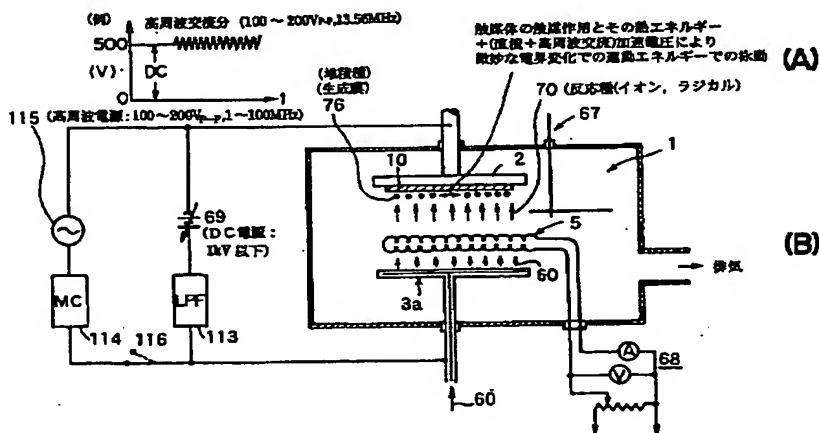 (例)
高周波交流分 (100～200Vp-p,13.56MHz)
500
(V)
DC
0
t
115 (高周波電源:100～200Vp-p,1～100MHz)
触媒体の触媒作用とその熱エネルギー
+(直流+高周波交流)加速電圧により
微妙な電界変化での運動エネルギーでの泳動
(A)
(堆積種)
(生成膜)
76
70 (反応種(イオン,ラジカル)
67
10
2
1
69
(DC電源:
1kV以下)
5
(B)
60
排気
3a
MC
LPF
114
116
113
A
V
68
60